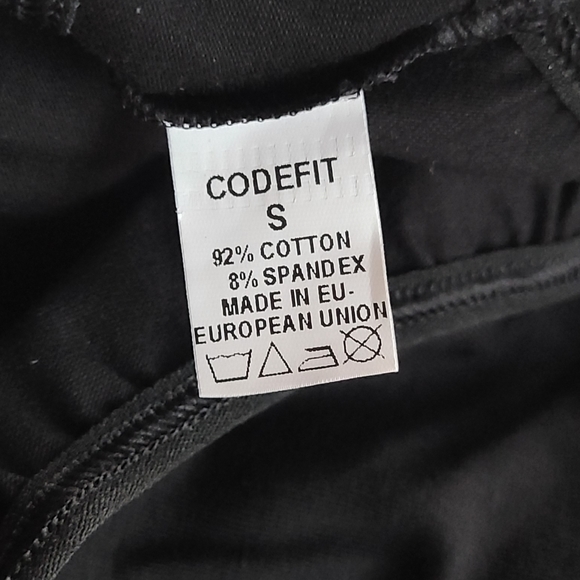 CODEFIT
S
92% COTTON
8% SPANDEX
MADE IN EU-
EUROPEAN UNION